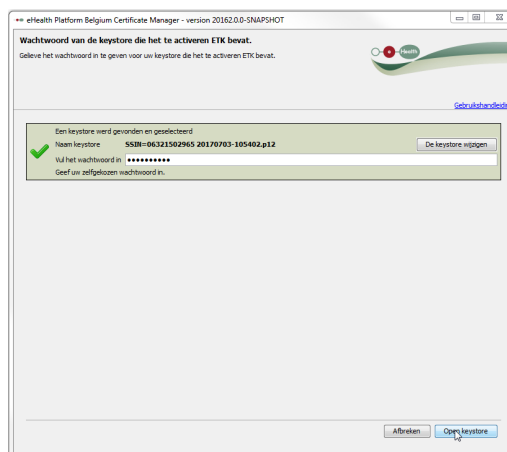 eHealth Platform Belgium Certificate Manager - version 20162.0.0-SNAPSHOT
Wachtwoord van de keystore die het te activeren ETK bevat.
Gelieve het wachtwoord in te geven voor uw keystore die het te activeren ETK bevat.
Health
Gebruikshandleidin
Een keystore werd gevonden en geselecteerd
Naam keystore SSIN=06321502965 20170703-105402.p12 De keystore wijzigen
Vul het wachtwoord in ••••••••••
Geef uw zelfgekozen wachtwoord in.
Afbreken Open keystore